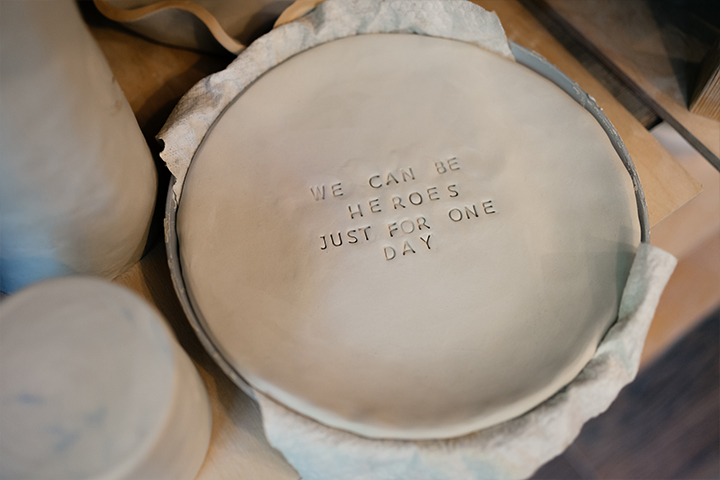 WE CAN BE
HEROES
JUST FOR ONE
DAY